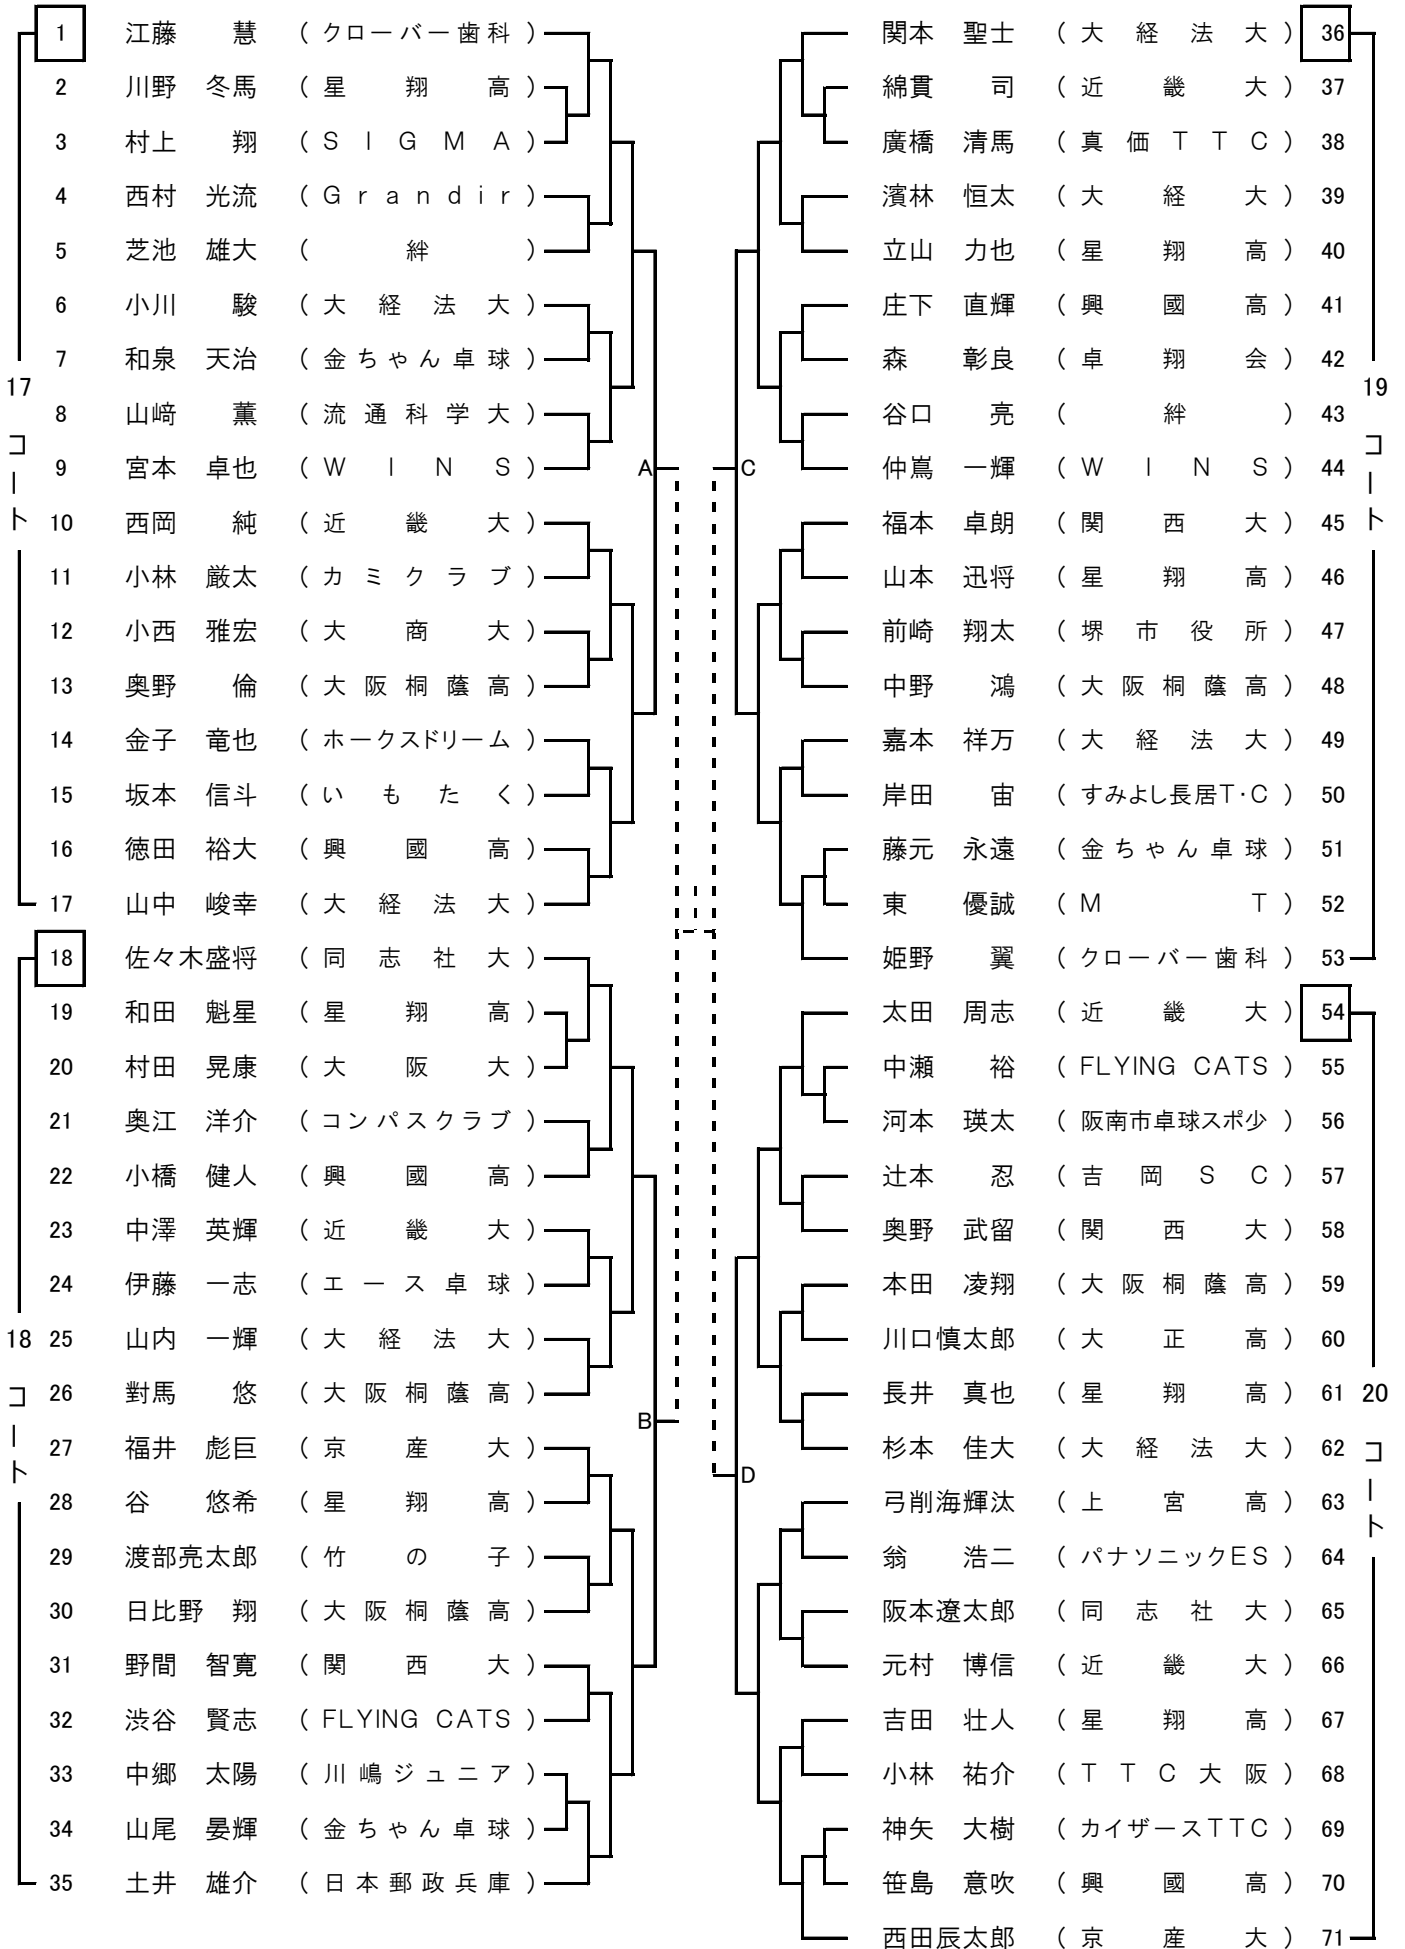 1 江藤 慧 (クローバー歯科)
2 川野 冬馬 (星翔高)
3 村上 翔 (SIGMA)
4 西村 光流 (Grandir)
5 芝池 雄大 (絆)
6 小川 駿 (大経法大)
7 和泉 天治 (金ちゃん卓球)
8 山﨑 薫 (流通科学大)
9 宮本 卓也 (WINS)
10 西岡 純 (近畿大)
11 小林 厳太 (カミクラブ)
12 小西 雅宏 (大商大)
13 奥野 倫 (大阪桐蔭高)
14 金子 竜也 (ホークスドリーム)
15 坂本 信斗 (いもたく)
16 徳田 裕大 (興國高)
17 山中 峻幸 (大経法大)
17コート
A
18 佐々木盛将 (同志社大)
19 和田 魁星 (星翔高)
20 村田 晃康 (大阪大)
21 奥江 洋介 (コンパスクラブ)
22 小橋 健人 (興國高)
23 中澤 英輝 (近畿大)
24 伊藤 一志 (エース卓球)
25 山内 一輝 (大経法大)
26 對馬 悠 (大阪桐蔭高)
27 福井 彪巨 (京産大)
28 谷 悠希 (星翔高)
29 渡部亮太郎 (竹の子)
30 日比野 翔 (大阪桐蔭高)
31 野間 智寛 (関西大)
32 渋谷 賢志 (FLYING CATS)
33 中郷 太陽 (川嶋ジュニア)
34 山尾 晏輝 (金ちゃん卓球)
35 土井 雄介 (日本郵政兵庫)
18コート
B
関本 聖士 (大経法大) 36
綿貫 司 (近畿大) 37
廣橋 清馬 (真価TTC) 38
濱林 恒太 (大経大) 39
立山 力也 (星翔高) 40
庄下 直輝 (興國高) 41
森 彰良 (卓翔会) 42
谷口 亮 (絆) 43
仲嶌 一輝 (WINS) 44
福本 卓朗 (関西大) 45
山本 迅将 (星翔高) 46
前崎 翔太 (堺市役所) 47
中野 鴻 (大阪桐蔭高) 48
嘉本 祥万 (大経法大) 49
岸田 宙 (すみよし長居T・C) 50
藤元 永遠 (金ちゃん卓球) 51
東 優誠 (MT) 52
姫野 翼 (クローバー歯科) 53
19コート
C
太田 周志 (近畿大) 54
中瀬 裕 (FLYING CATS) 55
河本 瑛太 (阪南市卓球スポ少) 56
辻本 忍 (吉岡SC) 57
奥野 武留 (関西大) 58
本田 凌翔 (大阪桐蔭高) 59
川口慎太郎 (大正高) 60
長井 真也 (星翔高) 61
杉本 佳大 (大経法大) 62
弓削海輝汰 (上宮高) 63
翁 浩二 (パナソニックES) 64
阪本遼太郎 (同志社大) 65
元村 博信 (近畿大) 66
吉田 壮人 (星翔高) 67
小林 祐介 (TTC大阪) 68
神矢 大樹 (カイザースTTC) 69
笹島 意吹 (興國高) 70
西田辰太郎 (京産大) 71
20コート
D